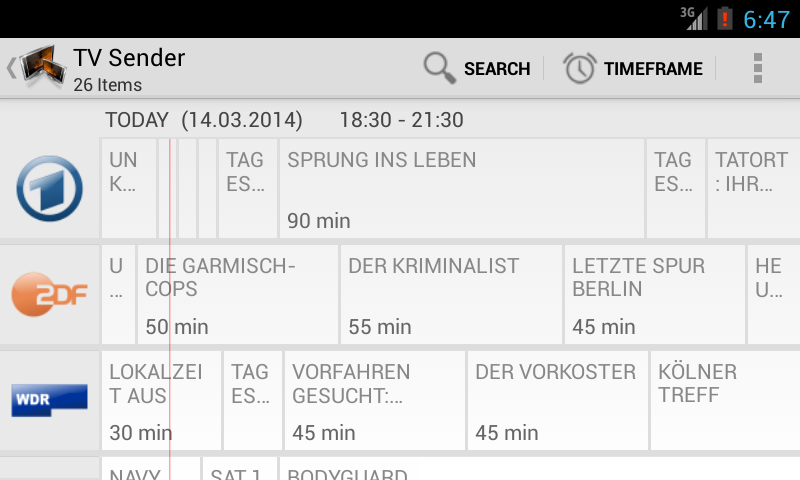 3G 6:47
TV Sender
26 Items
SEARCH
TIMEFRAME
TODAY (14.03.2014) 18:30 - 21:30
1
UN
K...
TAG
ES...
SPRUNG INS LEBEN
90 min
TAG
ES...
TATORT
: IHR...
2DF
U
...
DIE GARMISCH-
COPS
50 min
DER KRIMINALIST
55 min
LETZTE SPUR
BERLIN
45 min
HE
U...
WDR
LOKALZEI
T AUS
30 min
TAG
ES...
VORFAHREN
GESUCHT:...
45 min
DER VORKOSTER
45 min
KÖLNER
TREFF
NAVY
SAT.1
BODYGUARD